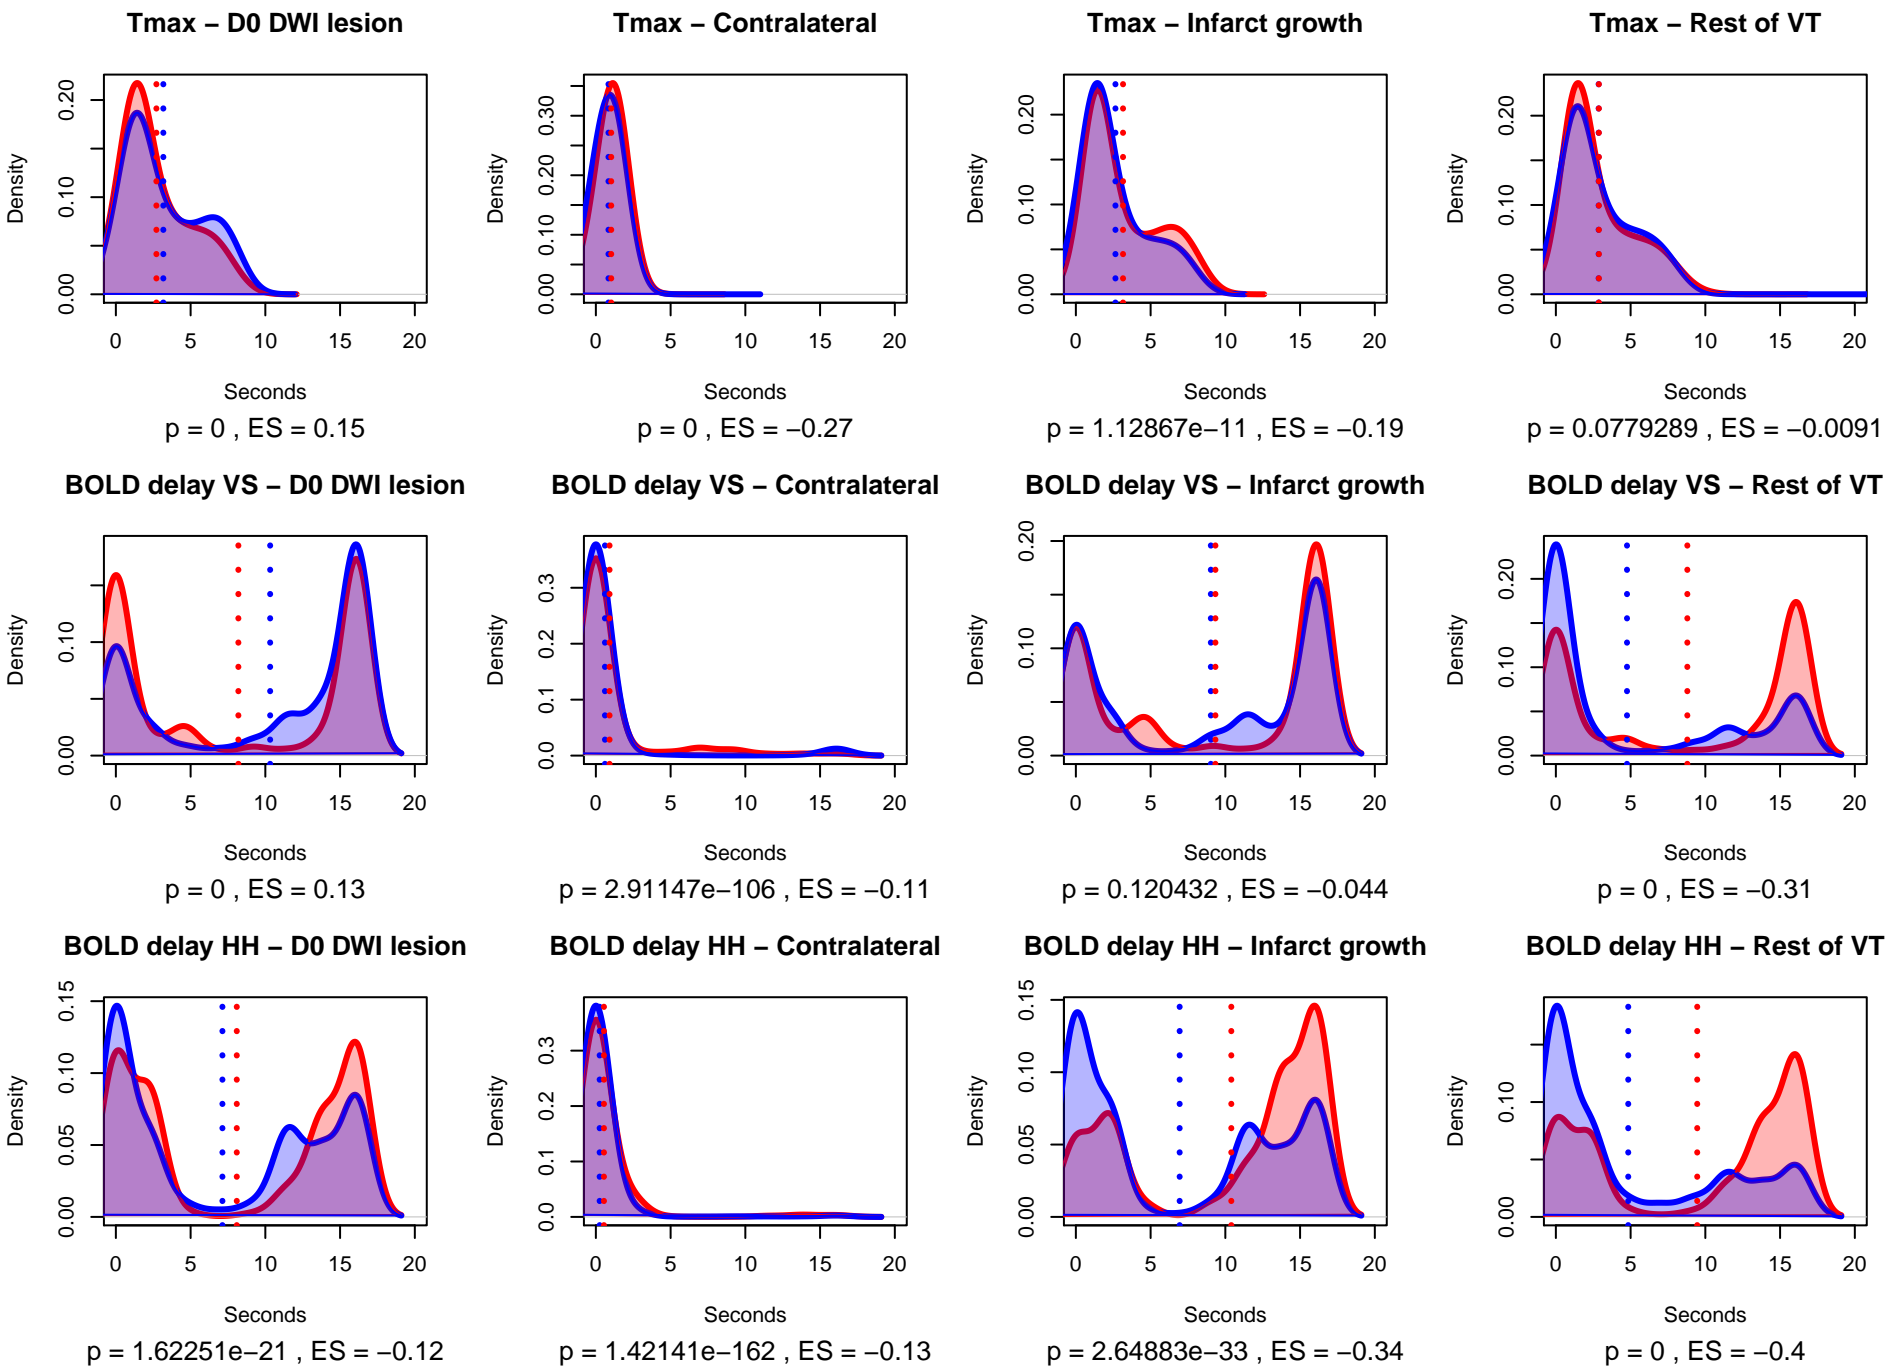 Tmax − D0 DWI lesion
Density
0.00 0.10 0.20
0 5 10 15 20
Seconds
p = 0 , ES = 0.15
Tmax − Contralateral
Density
0.00 0.10 0.20 0.30
0 5 10 15 20
Seconds
p = 0 , ES = −0.27
Tmax − Infarct growth
Density
0.00 0.10 0.20
0 5 10 15 20
Seconds
p = 1.12867e−11 , ES = −0.19
Tmax − Rest of VT
Density
0.00 0.10 0.20
0 5 10 15 20
Seconds
p = 0.0779289 , ES = −0.0091
BOLD delay VS − D0 DWI lesion
Density
0.00 0.10
0 5 10 15 20
Seconds
p = 0 , ES = 0.13
BOLD delay VS − Contralateral
Density
0.0 0.1 0.2 0.3
0 5 10 15 20
Seconds
p = 2.91147e−106 , ES = −0.11
BOLD delay VS − Infarct growth
Density
0.00 0.10 0.20
0 5 10 15 20
Seconds
p = 0.120432 , ES = −0.044
BOLD delay VS − Rest of VT
Density
0.00 0.10 0.20
0 5 10 15 20
Seconds
p = 0 , ES = −0.31
BOLD delay HH − D0 DWI lesion
Density
0.00 0.05 0.10 0.15
0 5 10 15 20
Seconds
p = 1.62251e−21 , ES = −0.12
BOLD delay HH − Contralateral
Density
0.0 0.1 0.2 0.3
0 5 10 15 20
Seconds
p = 1.42141e−162 , ES = −0.13
BOLD delay HH − Infarct growth
Density
0.00 0.05 0.10 0.15
0 5 10 15 20
Seconds
p = 2.64883e−33 , ES = −0.34
BOLD delay HH − Rest of VT
Density
0.00 0.10
0 5 10 15 20
Seconds
p = 0 , ES = −0.4